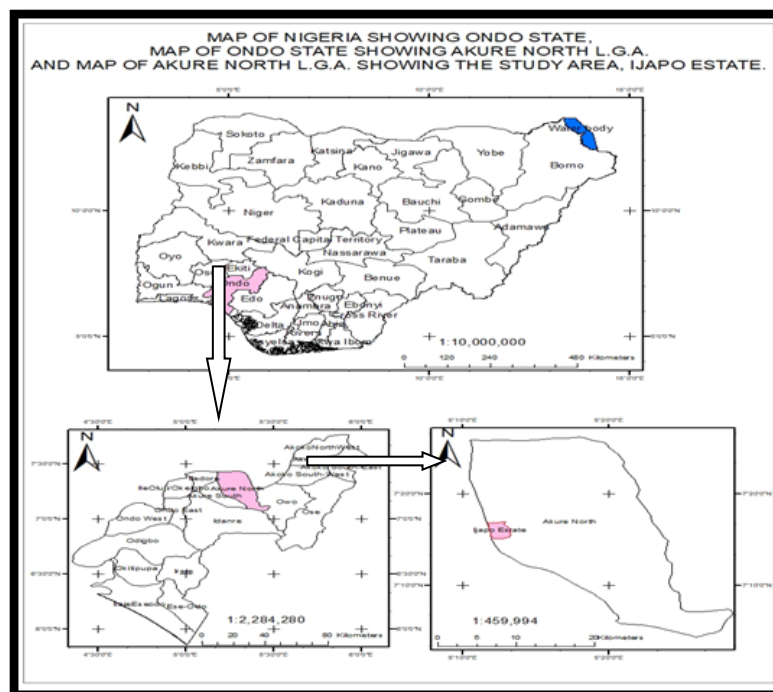 MAP OF NIGERIA SHOWING ONDO STATE,
MAP OF ONDO STATE SHOWING AKURE NORTH L.G.A.
AND MAP OF AKURE NORTH L.G.A. SHOWING THE STUDY AREA, IJAPO ESTATE.
N
Water body
Sokoto
Katsina
Jigawa
Yobe
Kebbi
Zamfara
Kano
Borno
Kaduna
Bauchi
Gombe
Niger
Adamawa
Plateau
Kwara
Federal Capital Territory
Nassarawa
Oyo
Ekiti
Kogi
Taraba
Ondo
Benue
Ogun
Edo
Lagos
Anambra
Ebonyi
Cross River
Delta
Imo
1:10,000,000
0 120 240 480 Kilometers
N
Akoko North West
Akoko South-West
Akure North
Akure South
Owo
Ose
Ondo East
Ondo West
Idanre
Odigbo
Okitipupa
Irele
Ese-Odo
1:2,284,280
0 20 40 80 Kilometers
N
Akure North
Ijapo Estate
1:459,994
0 5 10 20 Kilometers